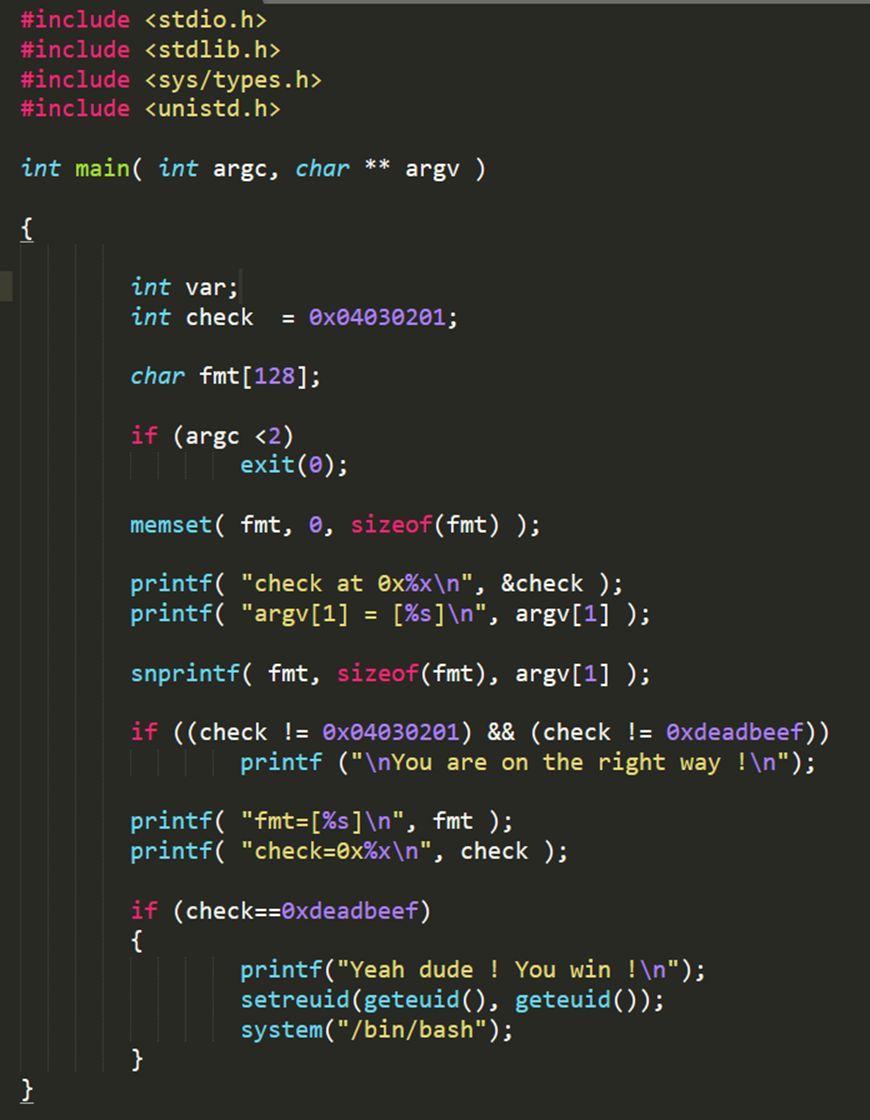 #include <stdio.h>
#include <stdlib.h>
#include <sys/types.h>
#include <unistd.h>
int main( int argc, char ** argv )
{
int var;
int check  = 0x04030201;
char fmt[128];
if (argc <2)
exit(0);
memset( fmt, 0, sizeof(fmt) );
printf( "check at 0x%x\n", &check );
printf( "argv[1] = [%s]\n", argv[1] );
snprintf( fmt, sizeof(fmt), argv[1] );
if ((check != 0x04030201) && (check != 0xdeadbeef))
printf ("\nYou are on the right way !\n");
printf( "fmt=[%s]\n", fmt );
printf( "check=0x%x\n", check );
if (check==0xdeadbeef)
{
printf("Yeah dude ! You win !\n");
setreuid(geteuid(), geteuid());
system("/bin/bash");
}
}